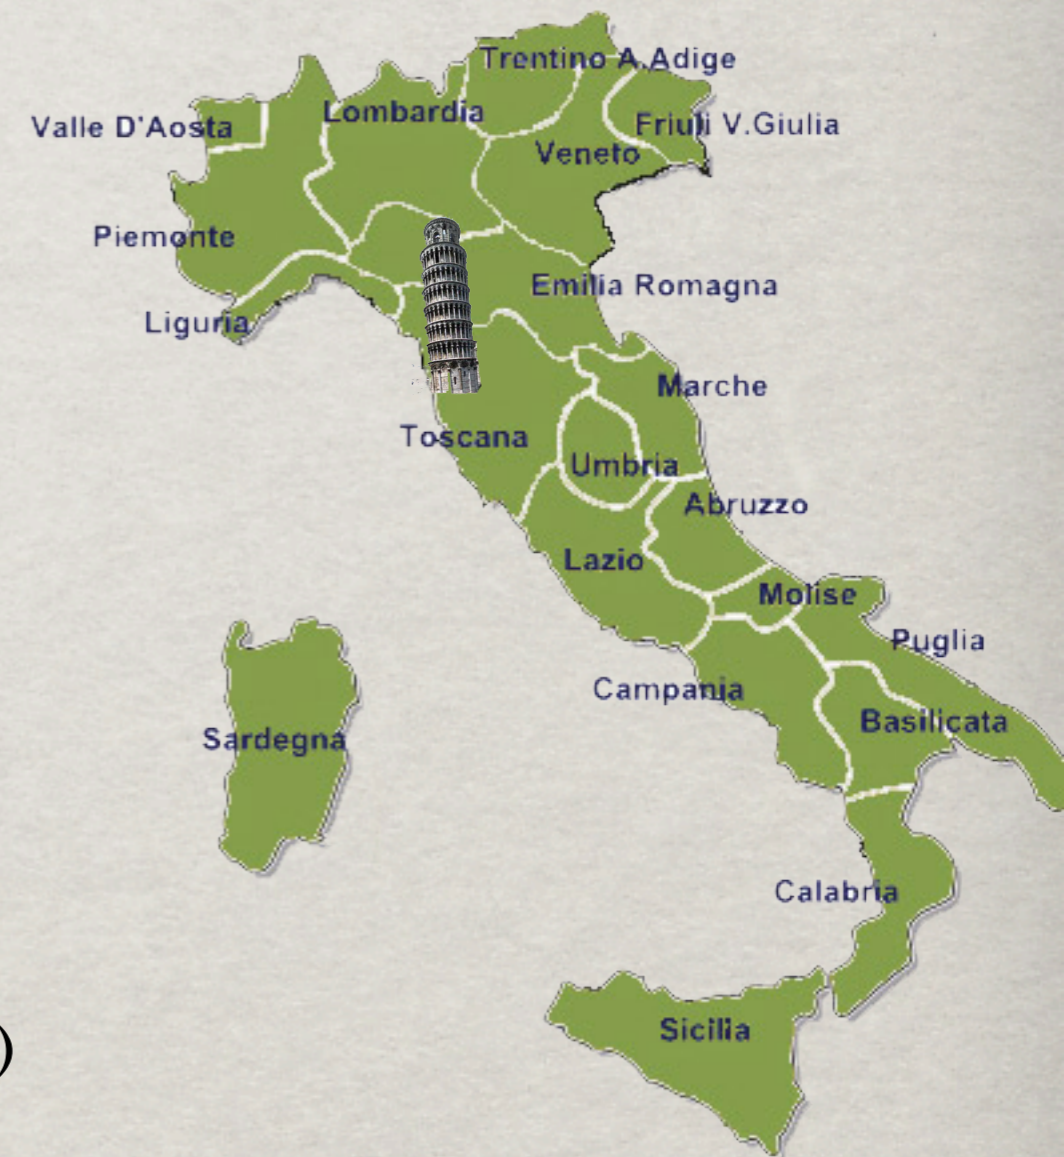 Trentino A.Adige
Lombardia
Valle D'Aosta
Friuli V.Giulia
Veneto
Piemonte
Emilia Romagna
Liguria
Marche
Toscana
Umbria
Abruzzo
Lazio
Molise
Puglia
Campania
Basilicata
Sardegna
Calabria
Sicilia
)